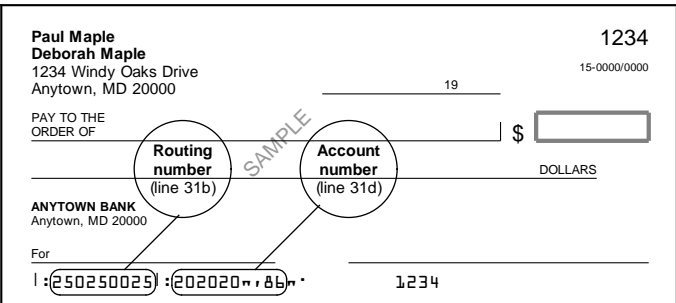 Paul Maple 1234
Deborah Maple
1234 Windy Oaks Drive 15-0000/0000
Anytown, MD 20000 19
PAY TO THE
ORDER OF $
SAMPLE
Routing
number
(line 31b)
Account
number
(line 31d)
DOLLARS
ANYTOWN BANK
Anytown, MD 20000
For
|:250250025|:202020⑈'86⑈' 1234